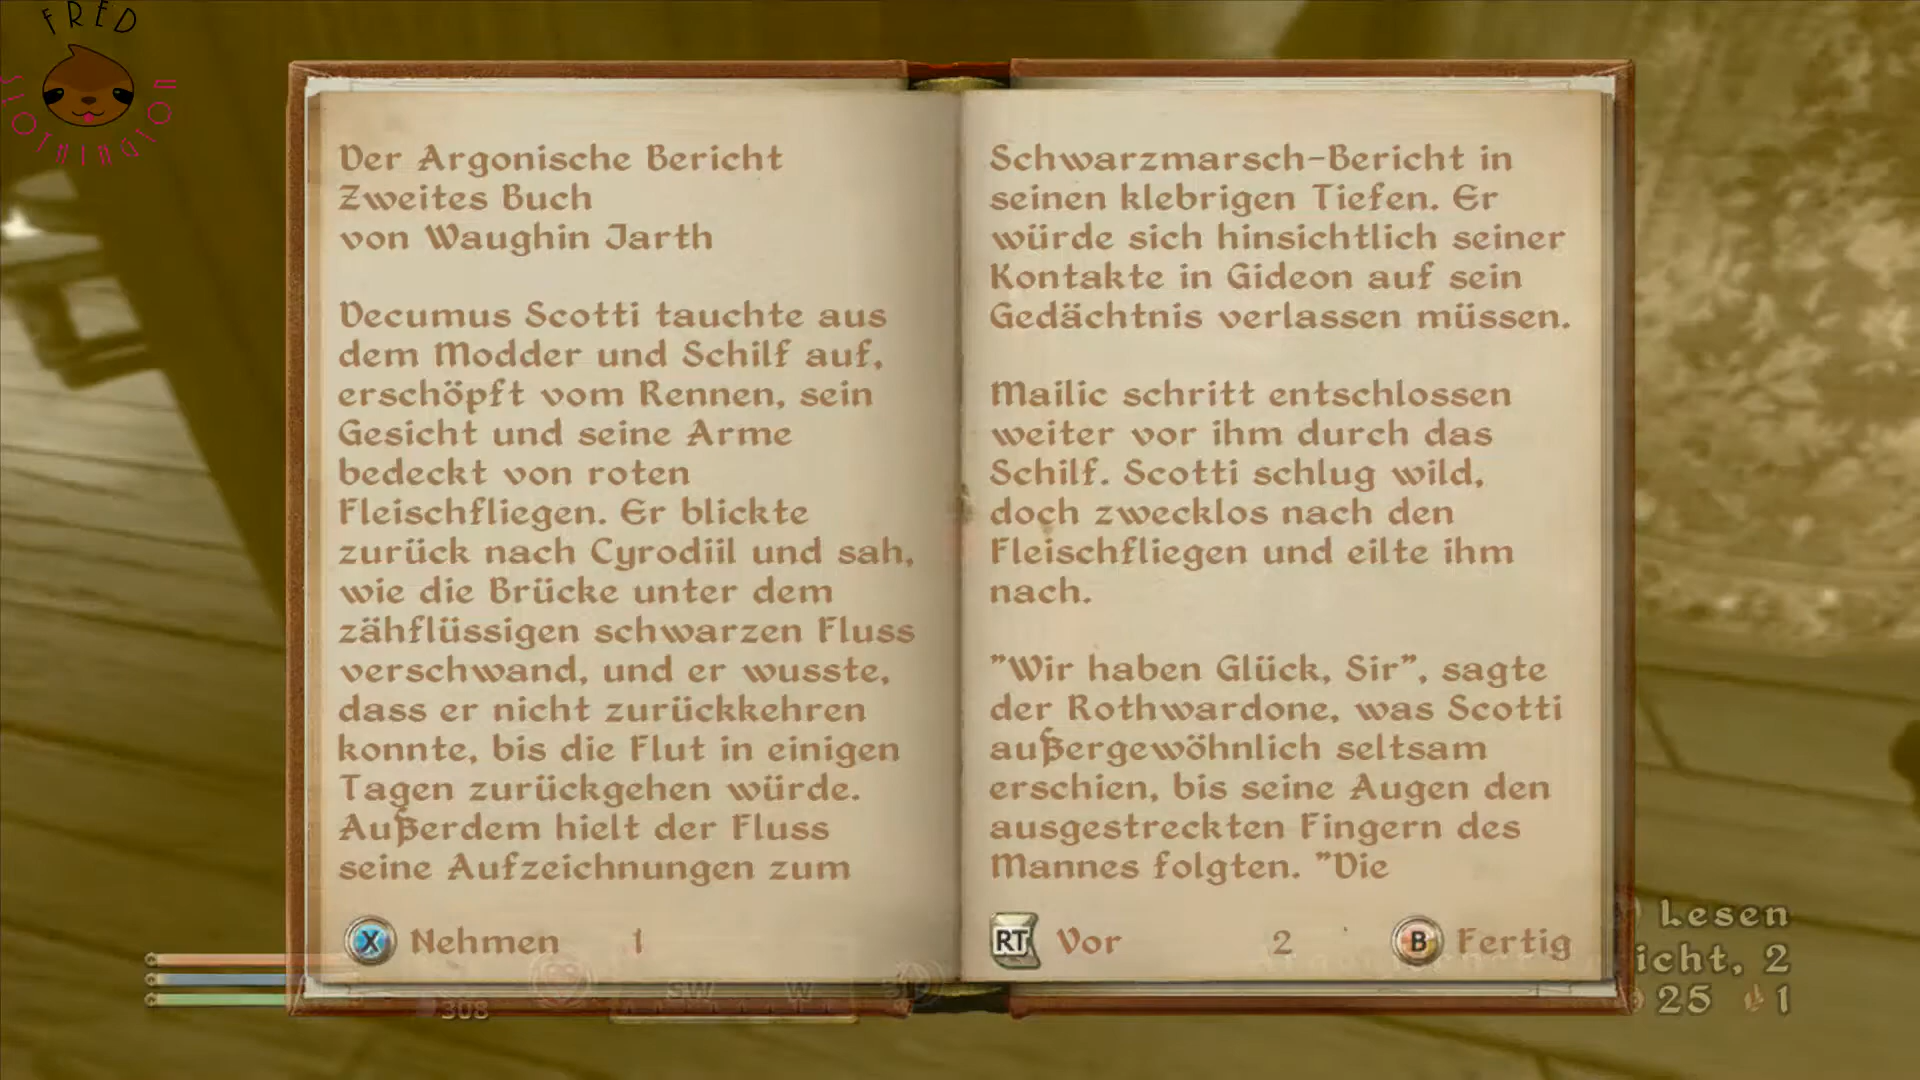 FRED
Der Argonische Bericht
Zweites Buch
von Waughin Jarth
Decumus Scotti tauchte aus
dem Modder und Schilf auf,
erschöpft vom Rennen, sein
Gesicht und seine Arme
bedeckt von roten
Fleischfliegen. Er blickte
zurück nach Cyrodiil und sah,
wie die Brücke unter dem
zähflüssigen schwarzen Fluss
verschwand, und er wusste,
dass er nicht zurückkehren
konnte, bis die Flut in einigen
Tagen zurückgehen würde.
Außerdem hielt der Fluss
seine Aufzeichnungen zum
Nehmen 1
Schwarzmarsch-Bericht in
seinen klebrigen Tiefen. Er
würde sich hinsichtlich seiner
Kontakte in Gideon auf sein
Gedächtnis verlassen müssen.
Mailic schritt entschlossen
weiter vor ihm durch das
Schilf. Scotti schlug wild,
doch zwecklos nach den
Fleischfliegen und eilte ihm
nach.
"Wir haben Glück, Sir", sagte
der Rothwardone, was Scotti
außergewöhnlich seltsam
erschien, bis seine Augen den
ausgestreckten Fingern des
Mannes folgten. "Die
RT Vor 2 B Fertig
X
Lesen
icht, 2
25 1
308
SW W